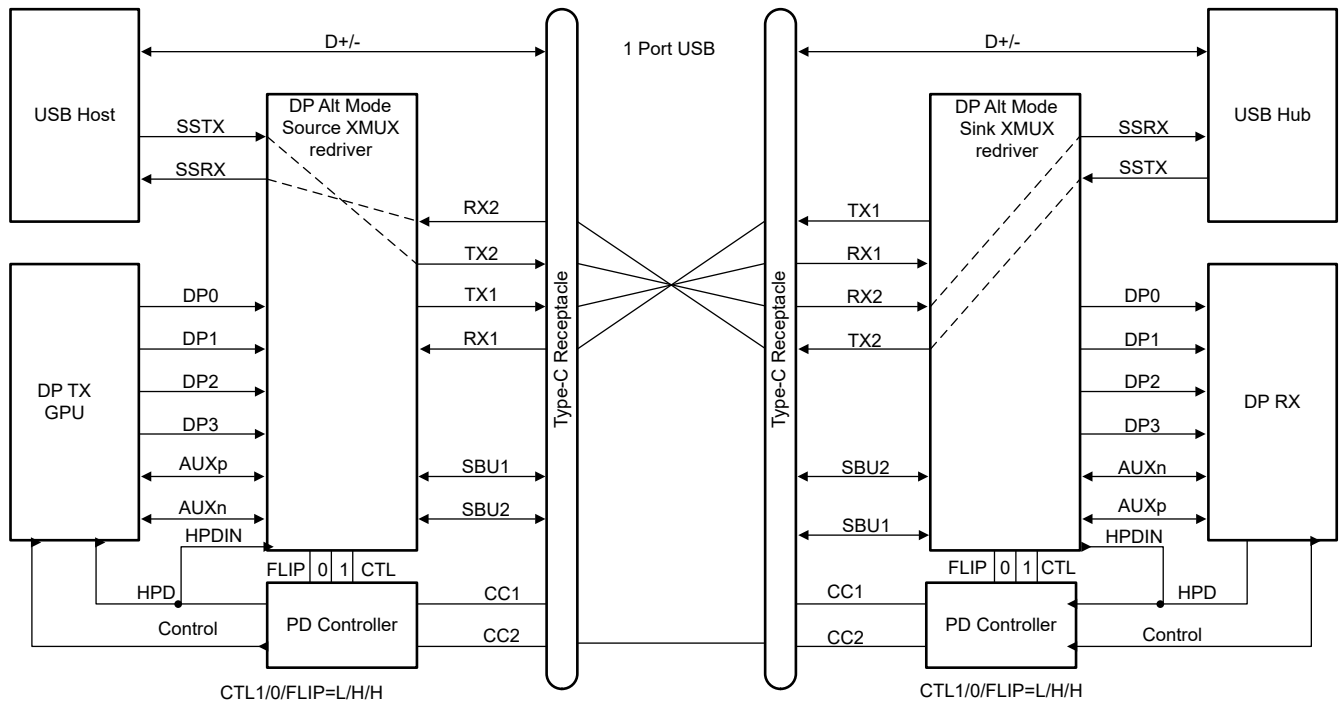 D+/-
1 Port USB
D+/-
USB Host
DP Alt Mode
Source XMUX
redriver
DP Alt Mode
Sink XMUX
redriver
USB Hub
SSTX
SSRX
SSRX
SSTX
RX2
TX2
TX1
RX1
Type-C Receptacle
Type-C Receptacle
TX1
RX1
RX2
TX2
DP TX
GPU
DP0
DP1
DP2
DP3
AUXp
AUXn
HPDIN
SBU1
SBU2
SBU2
SBU1
DP0
DP1
DP2
DP3
AUXn
AUXp
HPDIN
DP RX
FLIP 0 1 CTL
FLIP 0 1 CTL
HPD
Control
PD Controller
CC1
CC2
CC1
CC2
PD Controller
HPD
Control
CTL1/0/FLIP=L/H/H
CTL1/0/FLIP=L/H/H